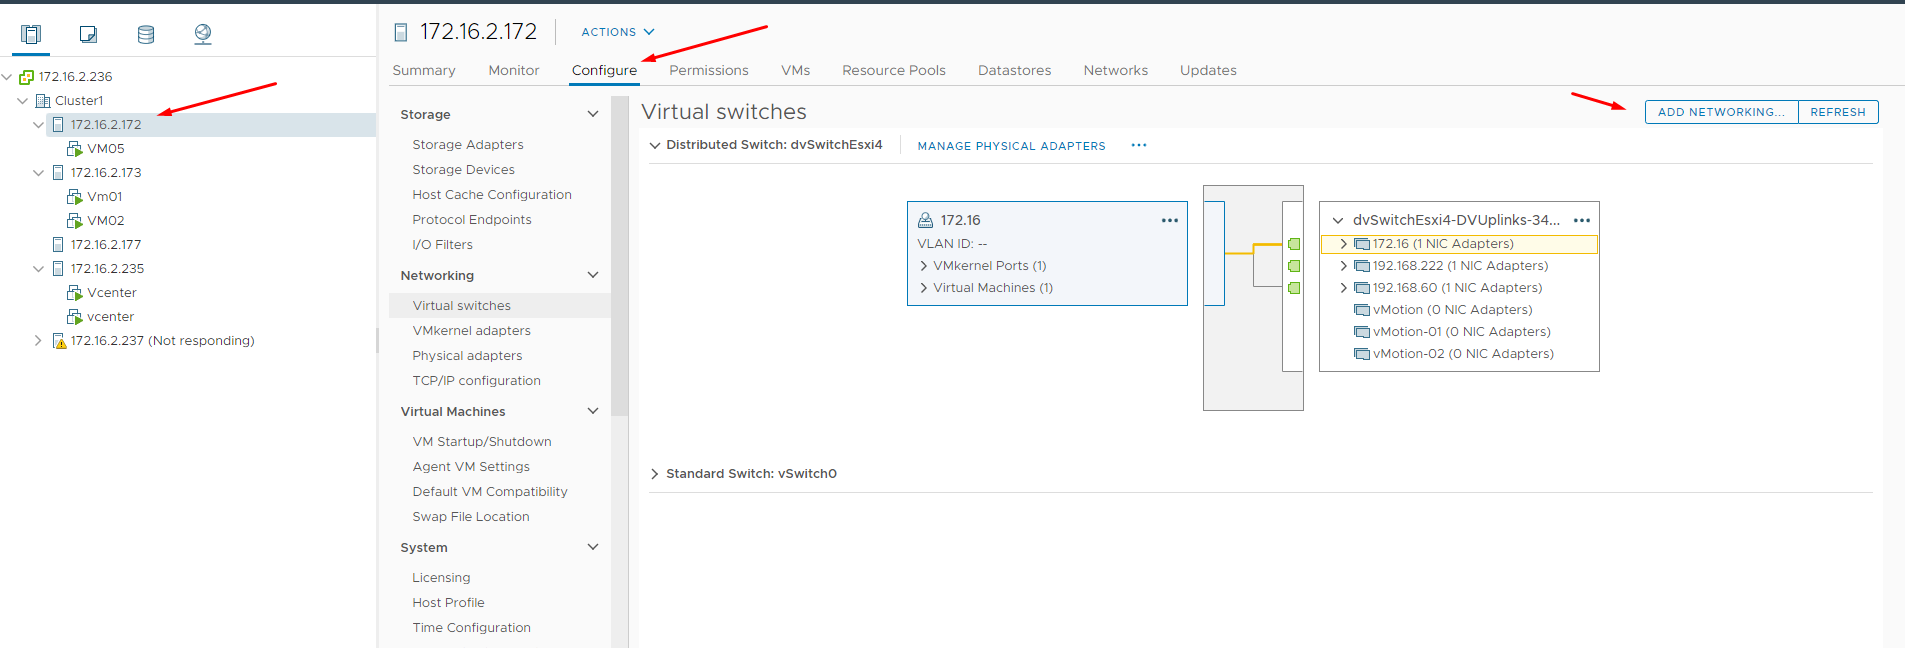 172.16.2.236
Cluster1
172.16.2.172
VM05
172.16.2.173
Vm01
VM02
172.16.2.177
172.16.2.235
Vcenter
vcenter
172.16.2.237 (Not responding)
172.16.2.172
ACTIONS
Summary Monitor Configure Permissions VMs Resource Pools Datastores Networks Updates
Storage
Storage Adapters
Storage Devices
Host Cache Configuration
Protocol Endpoints
I/O Filters
Networking
Virtual switches
VMkernel adapters
Physical adapters
TCP/IP configuration
Virtual Machines
VM Startup/Shutdown
Agent VM Settings
Default VM Compatibility
Swap File Location
System
Licensing
Host Profile
Time Configuration
Virtual switches
ADD NETWORKING... REFRESH
Distributed Switch: dvSwitchEsxi4 MANAGE PHYSICAL ADAPTERS ...
172.16 ...
VLAN ID: --
VMkernel Ports (1)
Virtual Machines (1)
dvSwitchEsxi4-DVUplinks-34... ...
172.16 (1 NIC Adapters)
192.168.222 (1 NIC Adapters)
192.168.60 (1 NIC Adapters)
vMotion (0 NIC Adapters)
vMotion-01 (0 NIC Adapters)
vMotion-02 (0 NIC Adapters)
Standard Switch: vSwitch0